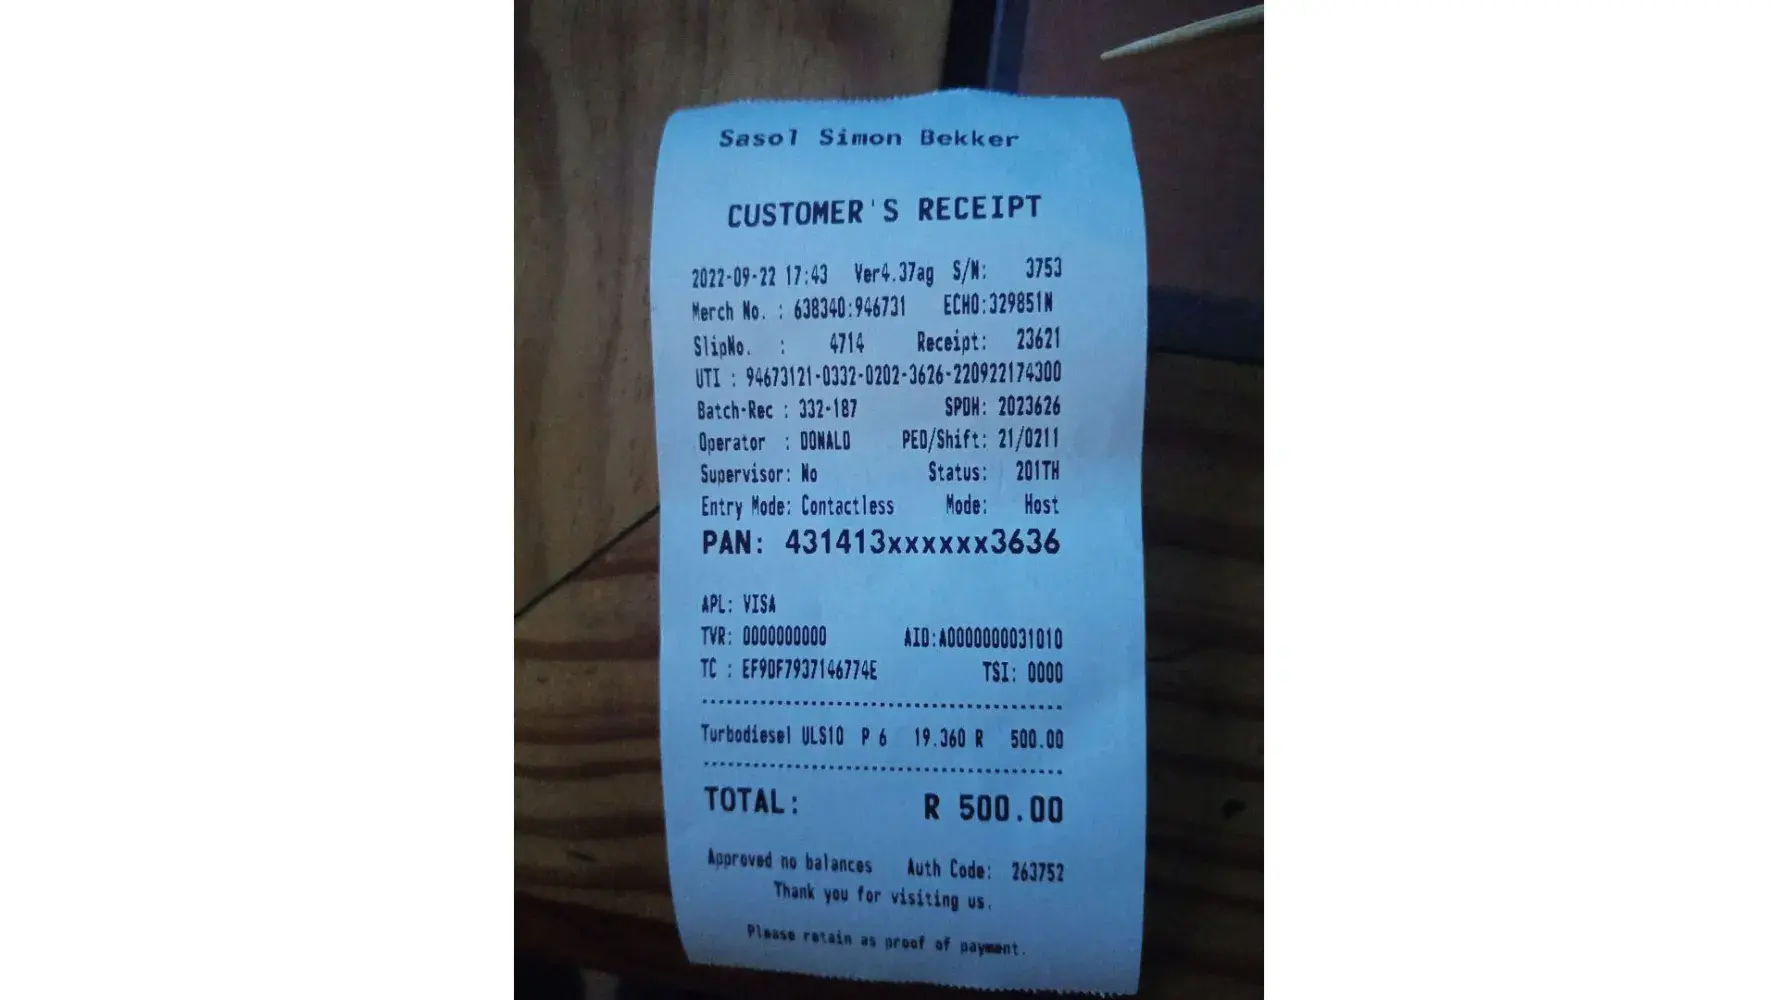 Sasol Simon Bekker
CUSTOMER'S RECEIPT
2022-09-22 17:43 Ver4.37ag S/N: 3753
Merch No. : 638340:946731 ECHO:329851N
SlipNo. : 4714 Receipt: 23621
UTI : 94673121-0332-0202-3626-220922174300
Batch-Rec : 332-187 SPDH: 2023626
Operator : DONALD PED/Shift: 21/0211
Supervisor: No Status: 201TH
Entry Mode: Contactless Mode: Host
PAN: 431413xxxxxx3636
APL: VISA
TVR: 0000000000 AID:A0000000031010
TC : EF9DF7937146774E TSI: 0000
Turbodiesel ULS10 P 6 19.360 R 500.00
TOTAL: R 500.00
Approved no balances Auth Code: 263752
Thank you for visiting us.
Please retain as proof of payment.